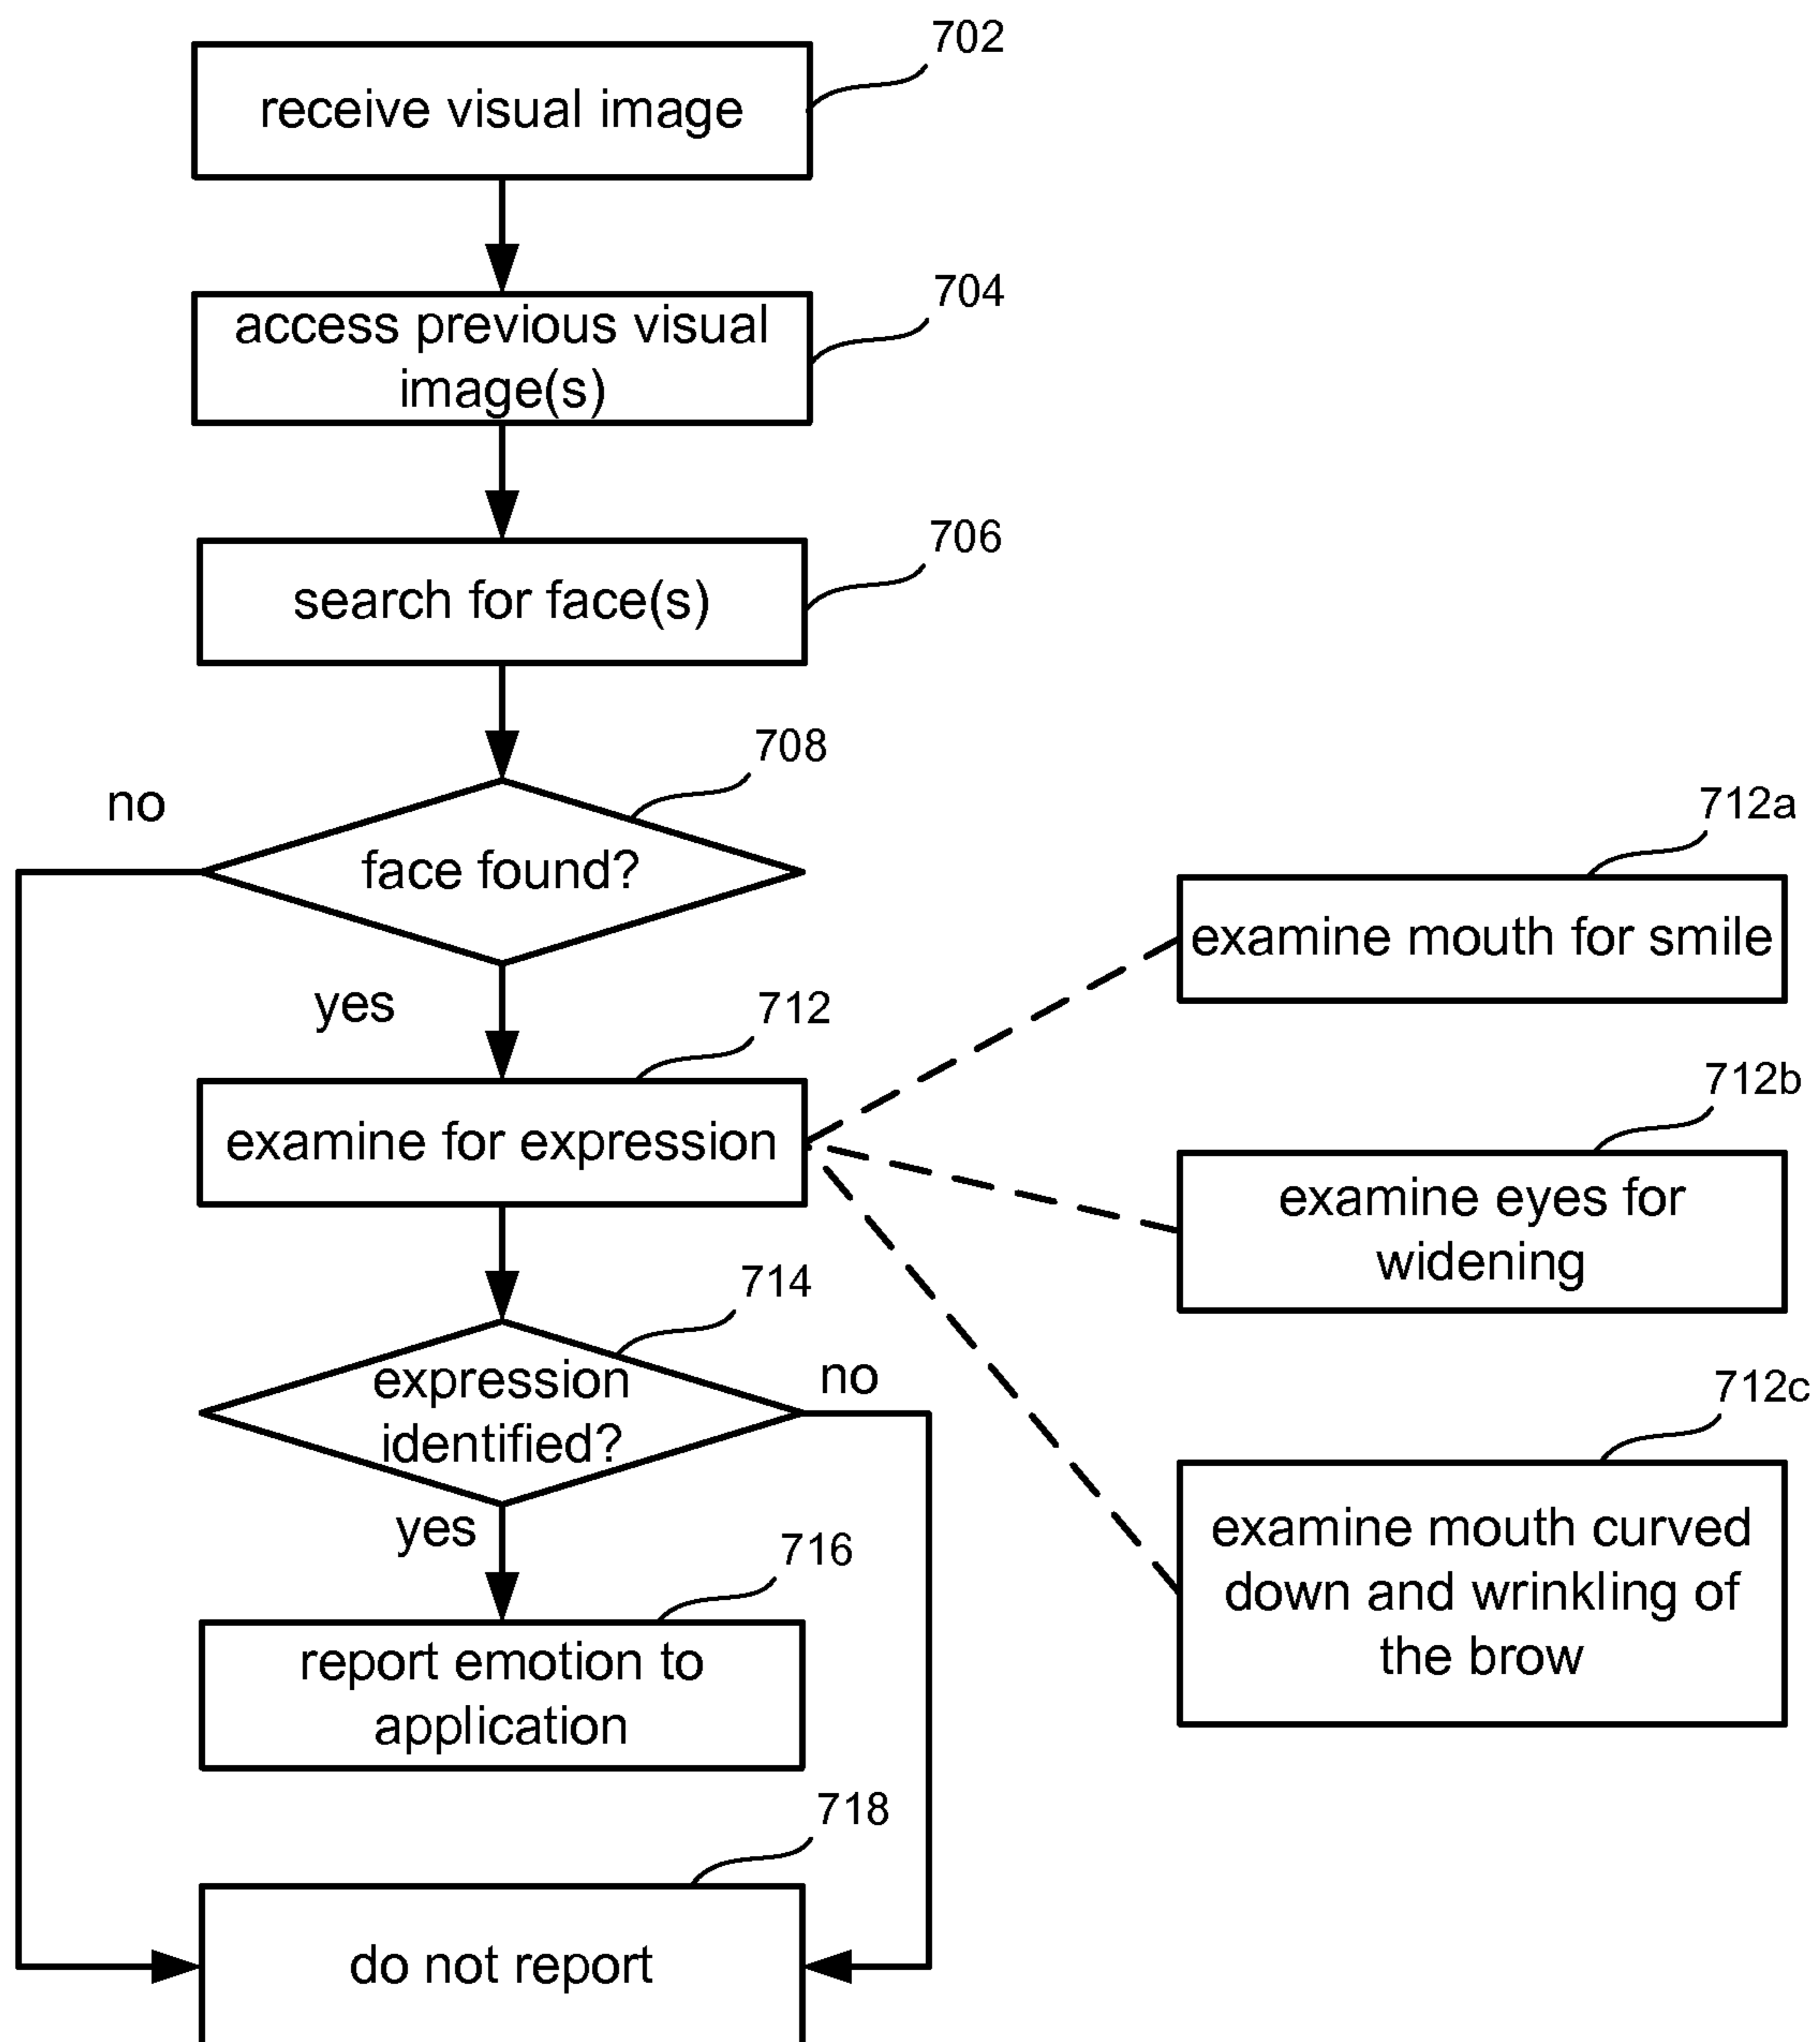 702
receive visual image
704
access previous visual
image(s)
706
search for face(s)
708
no
face found?
yes
712
examine for expression
712a
examine mouth for smile
712b
examine eyes for
widening
712c
examine mouth curved
down and wrinkling of
the brow
714
expression
identified?
no
yes
716
report emotion to
application
718
do not report